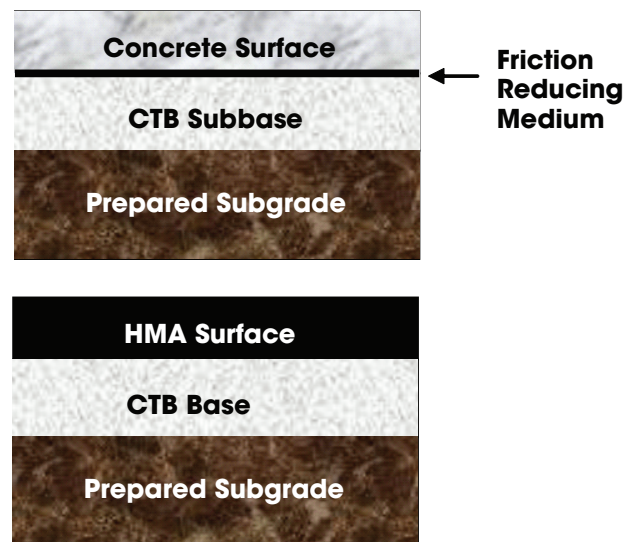 Concrete Surface
Friction
Reducing
Medium
CTB Subbase
Prepared Subgrade
HMA Surface
CTB Base
Prepared Subgrade